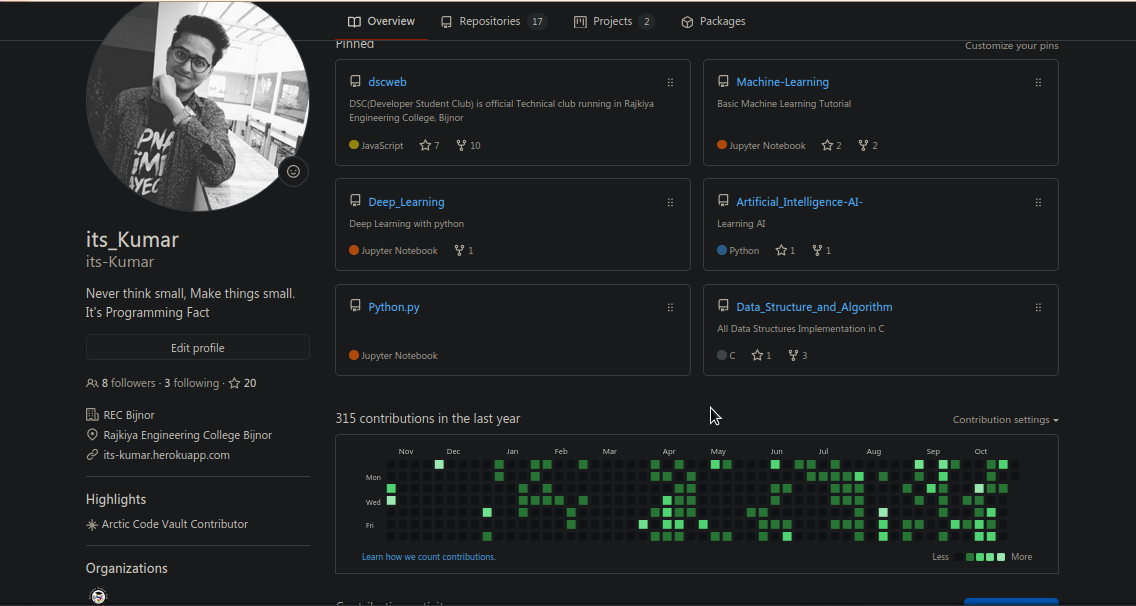 Overview
Repositories 17
Projects 2
Packages
Pinned
Customize your pins
dscweb
DSC(Developer Student Club) is official Technical club running in Rajkiya
Engineering College, Bijnor
JavaScript 7 10
Machine-Learning
Basic Machine Learning Tutorial
Jupyter Notebook 2 2
Deep_Learning
Deep Learning with python
Jupyter Notebook 1
Artificial_Intelligence-AI-
Learning AI
Python 1 1
Python.py
Jupyter Notebook
Data_Structure_and_Algorithm
All Data Structures Implementation in C
C 1 3
its_Kumar
its-Kumar
Never think small, Make things small.
It's Programming Fact
Edit profile
8 followers · 3 following · 20
REC Bijnor
Rajkiya Engineering College Bijnor
its-kumar.herokuapp.com
Highlights
Arctic Code Vault Contributor
Organizations
315 contributions in the last year
Contribution settings
Nov Dec Jan Feb Mar Apr May Jun Jul Aug Sep Oct
Mon
Wed
Fri
Learn how we count contributions.
Less More